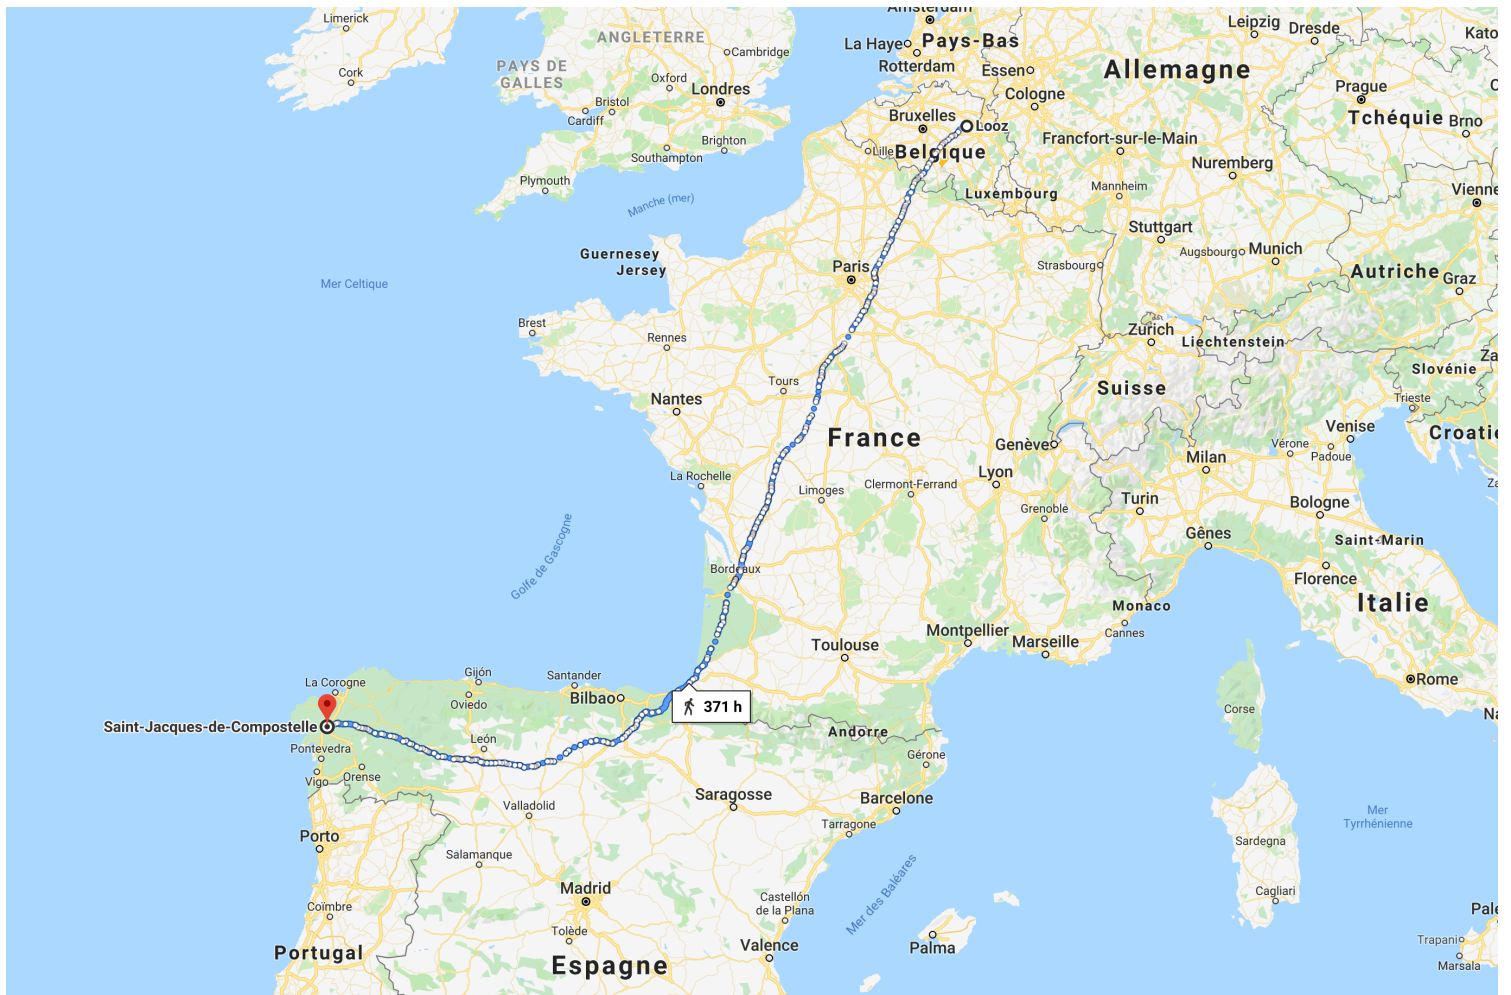 Limerick
Cork
ANGLETERRE
Cambridge
PAYS DE
GALLES
Oxford
Londres
Bristol
Cardiff
Brighton
Southampton
Plymouth
Manche (mer)
Amsterdam
La Haye
Pays-Bas
Rotterdam
Essen
Allemagne
Leipzig
Dresde
Cologne
Prague
Tchéquie
Brno
Bruxelles
Looz
Lille
Belgique
Francfort-sur-le-Main
Nuremberg
Luxembourg
Mannheim
Vienne
Stuttgart
Guernesey
Jersey
Paris
Strasbourg
Augsbourg
Munich
Autriche
Graz
Mer Celtique
Brest
Rennes
Zurich
Liechtenstein
Slovénie
Tours
Suisse
Nantes
Trieste
France
Genève
Venise
Vérone
Padoue
Milan
La Rochelle
Limoges
Clermont-Ferrand
Lyon
Turin
Bologne
Grenoble
Golfe de Gascogne
Gênes
Saint-Marin
Bordeaux
Florence
Monaco
Italie
Cannes
Toulouse
Montpellier
Marseille
Rome
La Corogne
Gijón
Santander
Bilbao
Oviedo
371 h
Corse
Saint-Jacques-de-Compostelle
Andorre
Pontevedra
León
Gérone
Vigo
Orense
Saragosse
Barcelone
Valladolid
Tarragone
Mer
Tyrrhénienne
Porto
Salamanque
Sardegna
Mer des Baléares
Madrid
Castellón
de la Plana
Cagliari
Coïmbre
Tolède
Palma
Portugal
Valence
Espagne
Trapani
Marsala